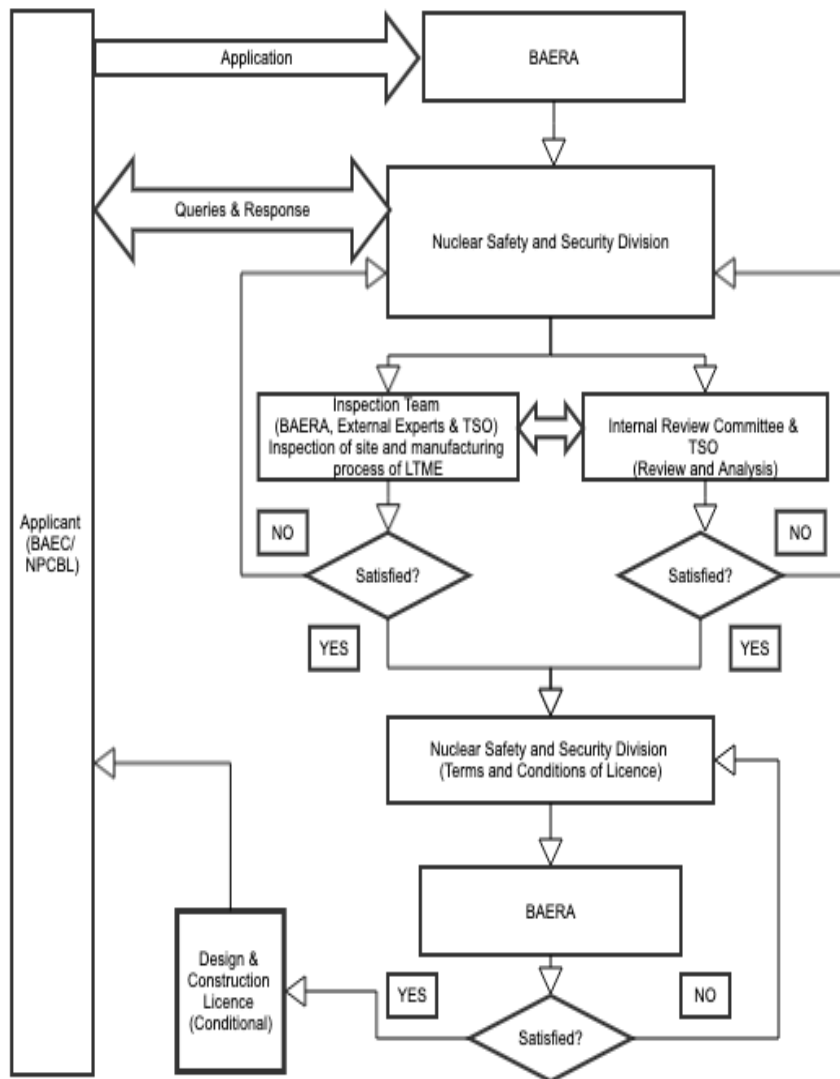 BAERA
Application
Queries & Response
Nuclear Safety and Security Division
Inspection Team
(BAERA, External Experts & TSO)
Inspection of site and manufacturing
process of LTME
Internal Review Committee &
TSO
(Review and Analysis)
Applicant
(BAEC/
NPCBL)
NO
Satisfied?
YES
Satisfied?
NO
YES
Nuclear Safety and Security Division
(Terms and Conditions of Licence)
BAERA
Design &
Construction
Licence
(Conditional)
YES
NO
Satisfied?